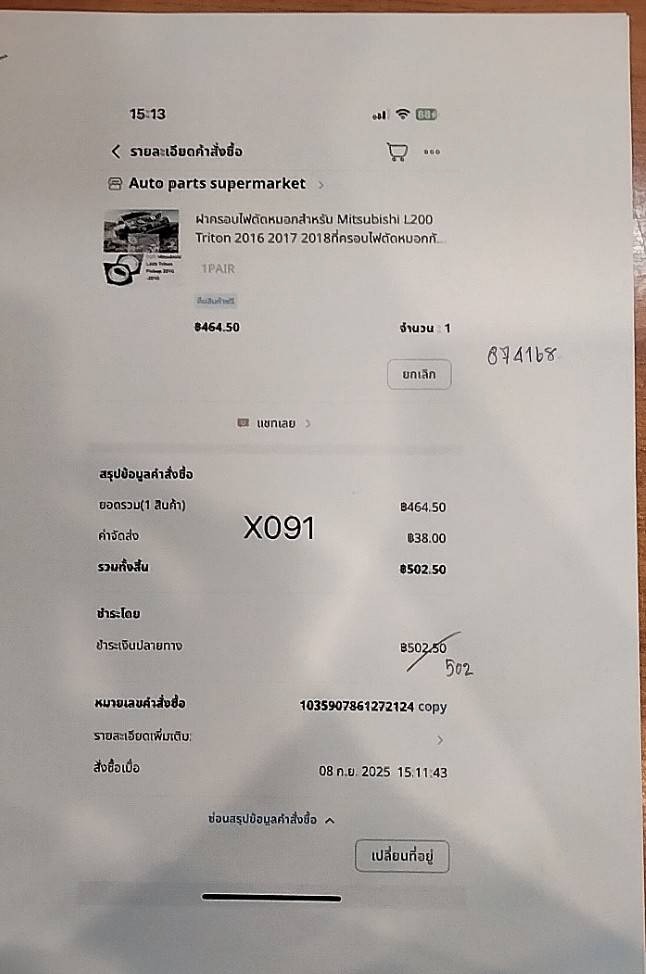 15:13
รายละเอียดคำสั่งซื้อ
Auto parts supermarket
ฝาครอบไฟตัดหมอกสำหรับ Mitsubishi L200
Triton 2016 2017 2018ที่ครอบไฟตัดหมอกกั...
1PAIR
คืนสินค้าฟรี
฿464.50 จำนวน : 1
874168
ยกเลิก
แชทเลย
สรุปข้อมูลคำสั่งซื้อ
ยอดรวม(1 สินค้า) ฿464.50
X091
ค่าจัดส่ง ฿38.00
รวมทั้งสิ้น ฿502.50
ชำระโดย
ชำระเงินปลายทาง ฿502.50
502
หมายเลขคำสั่งซื้อ 1035907861272124 copy
รายละเอียดเพิ่มเติม:
สั่งซื้อเมื่อ 08 ก.ย. 2025 15:11:43
ซ่อนสรุปข้อมูลคำสั่งซื้อ
เปลี่ยนที่อยู่